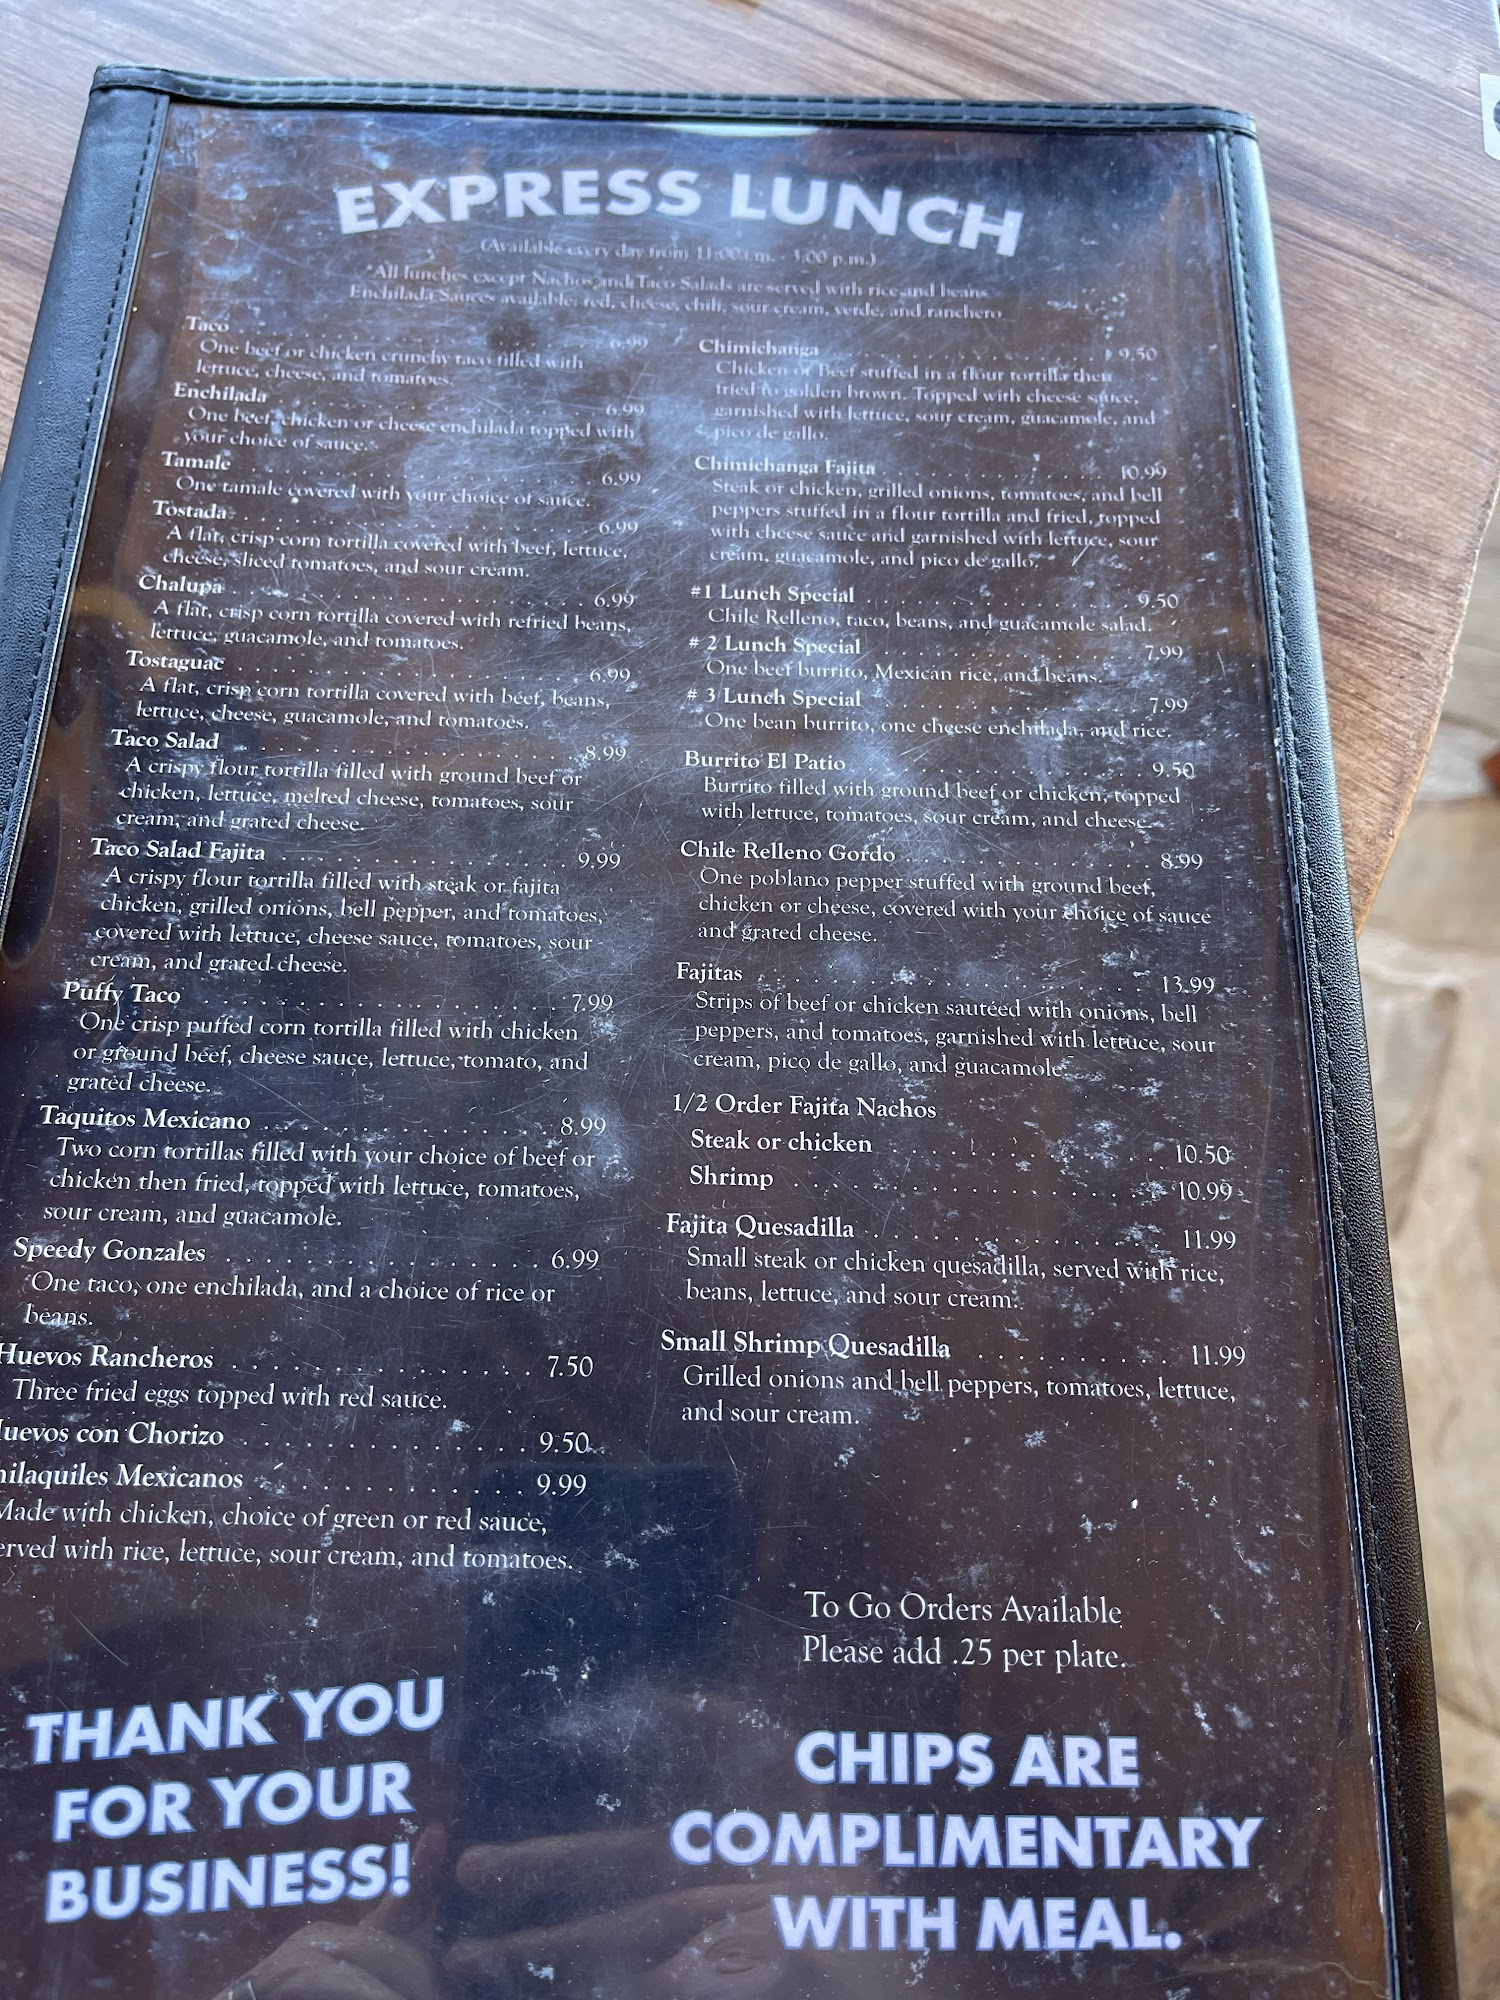 EXPRESS LUNCH
(Available every day from 11:00a.m. - 3:00 p.m.)
*All lunches except Nachos and Taco Salads are served with rice and beans
Enchilada Sauces available: red, cheese, chili, sour cream, verde, and ranchero
Taco . . . . . . . . . . 6.99
One beef or chicken crunchy taco filled with
lettuce, cheese, and tomatoes.
Enchilada . . . . . . . . . . 6.99
One beef, chicken or cheese enchilada topped with
your choice of sauce.
Tamale . . . . . . . . . . 6.99
One tamale covered with your choice of sauce.
Tostada . . . . . . . . . . 6.99
A flat, crisp corn tortilla covered with beef, lettuce,
cheese, sliced tomatoes, and sour cream.
Chalupa . . . . . . . . . . 6.99
A flat, crisp corn tortilla covered with refried beans,
lettuce, guacamole, and tomatoes.
Tostaguac . . . . . . . . . . 6.99
A flat, crisp corn tortilla covered with beef, beans,
lettuce, cheese, guacamole, and tomatoes.
Taco Salad . . . . . . . . . . 8.99
A crispy flour tortilla filled with ground beef or
chicken, lettuce, melted cheese, tomatoes, sour
cream, and grated cheese.
Taco Salad Fajita . . . . . . . . . . 9.99
A crispy flour tortilla filled with steak or fajita
chicken, grilled onions, bell pepper, and tomatoes,
covered with lettuce, cheese sauce, tomatoes, sour
cream, and grated cheese.
Puffy Taco . . . . . . . . . . 7.99
One crisp puffed corn tortilla filled with chicken
or ground beef, cheese sauce, lettuce, tomato, and
grated cheese.
Taquitos Mexicano . . . . . . . . . . 8.99
Two corn tortillas filled with your choice of beef or
chicken then fried, topped with lettuce, tomatoes,
sour cream, and guacamole.
Speedy Gonzales . . . . . . . . . . 6.99
One taco, one enchilada, and a choice of rice or
beans.
Huevos Rancheros . . . . . . . . . . 7.50
Three fried eggs topped with red sauce.
uevos con Chorizo . . . . . . . . . . 9.50
hilaquiles Mexicanos . . . . . . . . . . 9.99
Made with chicken, choice of green or red sauce,
erved with rice, lettuce, sour cream, and tomatoes.
Chimichanga . . . . . . . . . . 9.50
Chicken or Beef stuffed in a flour tortilla then
fried to golden brown. Topped with cheese sauce,
garnished with lettuce, sour cream, guacamole, and
pico de gallo.
Chimichanga Fajita . . . . . . . . . . 10.99
Steak or chicken, grilled onions, tomatoes, and bell
peppers stuffed in a flour tortilla and fried, topped
with cheese sauce and garnished with lettuce, sour
cream, guacamole, and pico de gallo.
#1 Lunch Special . . . . . . . . . . 9.50
Chile Relleno, taco, beans, and guacamole salad.
# 2 Lunch Special . . . . . . . . . . 7.99
One beef burrito, Mexican rice, and beans.
# 3 Lunch Special . . . . . . . . . . 7.99
One bean burrito, one cheese enchilada, and rice.
Burrito El Patio . . . . . . . . . . 9.50
Burrito filled with ground beef or chicken, topped
with lettuce, tomatoes, sour cream, and cheese.
Chile Relleno Gordo . . . . . . . . . . 8.99
One poblano pepper stuffed with ground beef,
chicken or cheese, covered with your choice of sauce
and grated cheese.
Fajitas . . . . . . . . . . 13.99
Strips of beef or chicken sauteed with onions, bell
peppers, and tomatoes, garnished with lettuce, sour
cream, pico de gallo, and guacamole.
1/2 Order Fajita Nachos
Steak or chicken . . . . . . . . . . 10.50
Shrimp . . . . . . . . . . 10.99
Fajita Quesadilla . . . . . . . . . . 11.99
Small steak or chicken quesadilla, served with rice,
beans, lettuce, and sour cream.
Small Shrimp Quesadilla . . . . . . . . . . 11.99
Grilled onions and bell peppers, tomatoes, lettuce,
and sour cream.
To Go Orders Available
Please add .25 per plate.
THANK YOU
FOR YOUR
BUSINESS!
CHIPS ARE
COMPLIMENTARY
WITH MEAL.